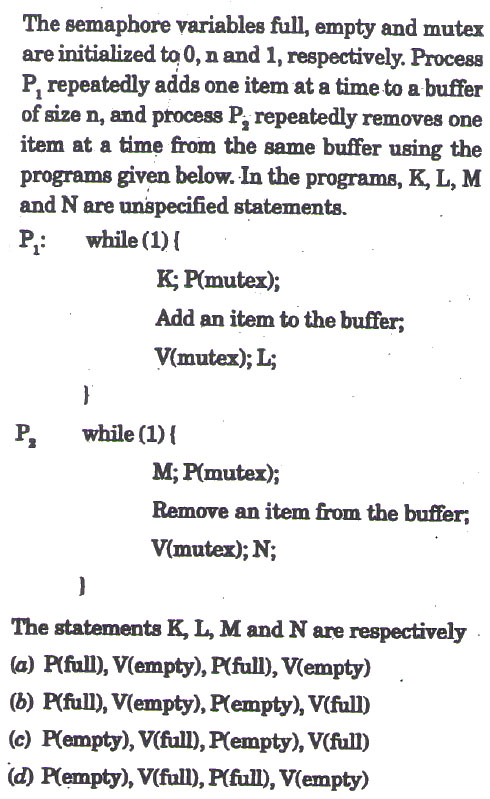 The semaphore variables full, empty and mutex
are initialized to 0, n and 1, respectively. Process
P₁ repeatedly adds one item at a time to a buffer
of size n, and process P₂ repeatedly removes one
item at a time from the same buffer using the
programs given below. In the programs, K, L, M
and N are unspecified statements.
P₁: while (1) {
K; P(mutex);
Add an item to the buffer;
V(mutex); L;
}
P₂ while (1) {
M; P(mutex);
Remove an item from the buffer;
V(mutex); N;
}
The statements K, L, M and N are respectively
(a) P(full), V(empty), P(full), V(empty)
(b) P(full), V(empty), P(empty), V(full)
(c) P(empty), V(full), P(empty), V(full)
(d) P(empty), V(full), P(full), V(empty)